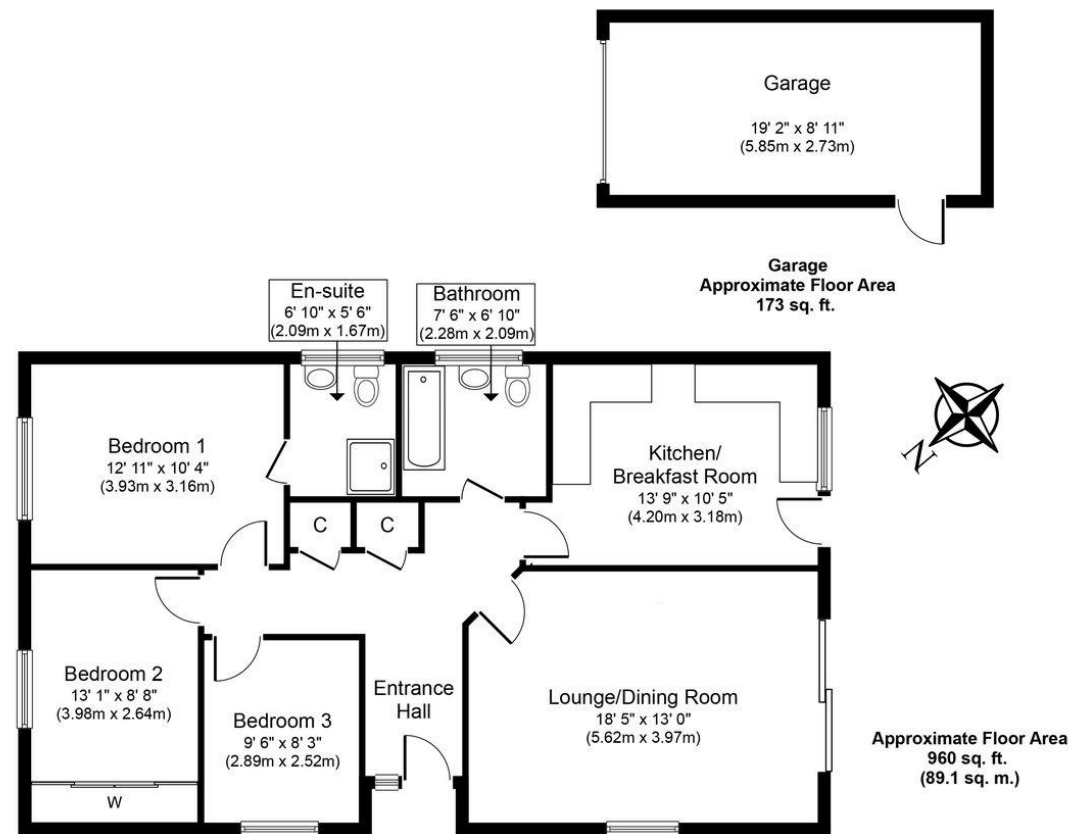 Garage
19' 2" x 8' 11"
(5.85m x 2.73m)
Garage
Approximate Floor Area
173 sq. ft.
En-suite
6' 10" x 5' 6"
(2.09m x 1.67m)
Bathroom
7' 6" x 6' 10"
(2.28m x 2.09m)
Bedroom 1
12' 11" x 10' 4"
(3.93m x 3.16m)
Kitchen/
Breakfast Room
13' 9" x 10' 5"
(4.20m x 3.18m)
N
C
C
Bedroom 2
13' 1" x 8' 8"
(3.98m x 2.64m)
W
Bedroom 3
9' 6" x 8' 3"
(2.89m x 2.52m)
Entrance
Hall
Lounge/Dining Room
18' 5" x 13' 0"
(5.62m x 3.97m)
Approximate Floor Area
960 sq. ft.
(89.1 sq. m.)